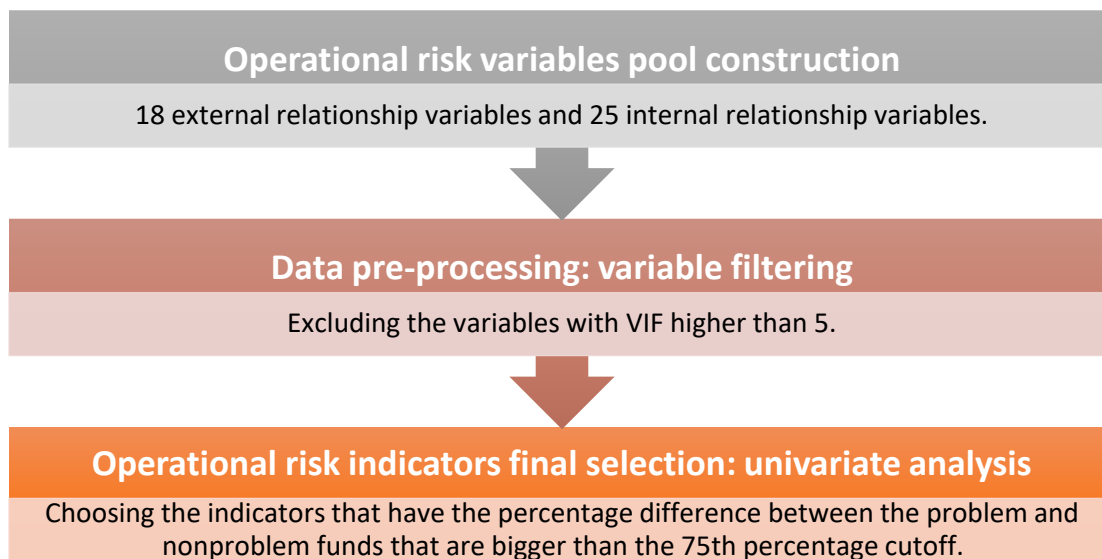 Operational risk variables pool construction
18 external relationship variables and 25 internal relationship variables.
Data pre-processing: variable filtering
Excluding the variables with VIF higher than 5.
Operational risk indicators final selection: univariate analysis
Choosing the indicators that have the percentage difference between the problem and
nonproblem funds that are bigger than the 75th percentage cutoff.